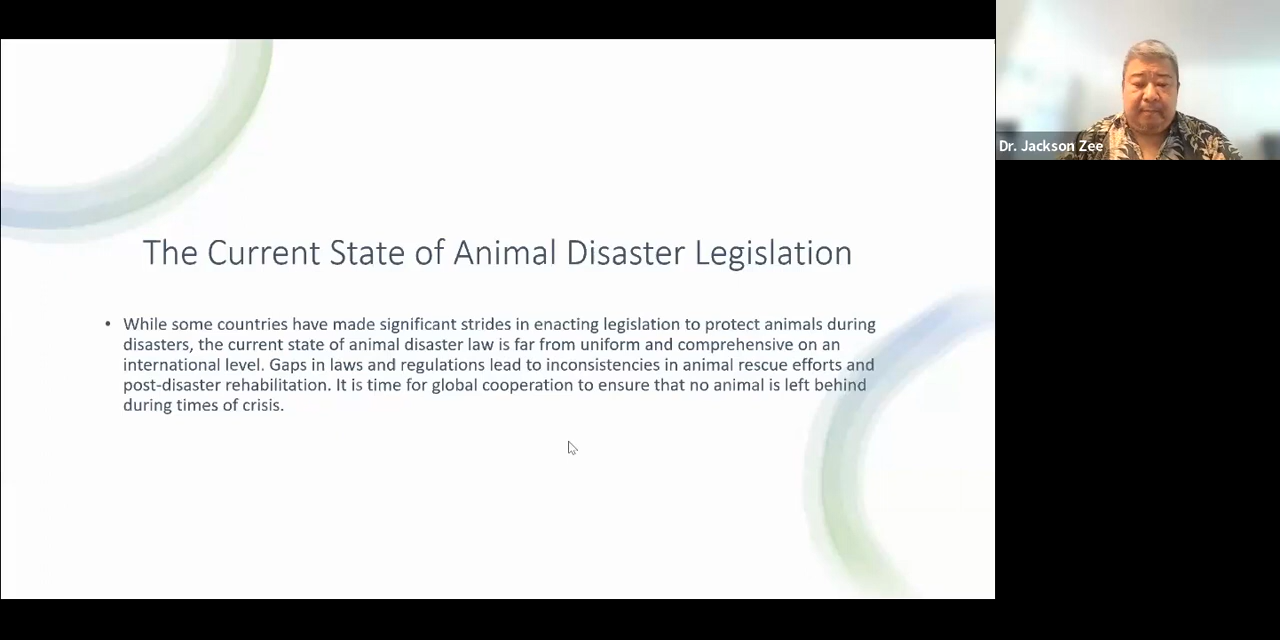 The Current State of Animal Disaster Legislation
• While some countries have made significant strides in enacting legislation to protect animals during
disasters, the current state of animal disaster law is far from uniform and comprehensive on an
international level. Gaps in laws and regulations lead to inconsistencies in animal rescue efforts and
post-disaster rehabilitation. It is time for global cooperation to ensure that no animal is left behind
during times of crisis.
Dr. Jackson Zee